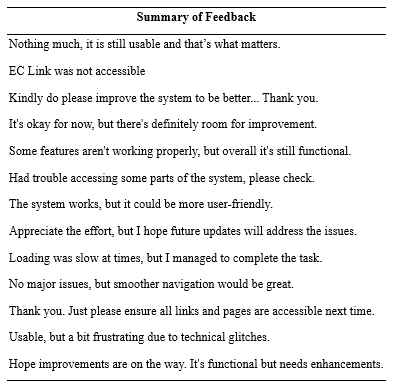 Summary of Feedback
Nothing much, it is still usable and that’s what matters.
EC Link was not accessible
Kindly do please improve the system to be better... Thank you.
It's okay for now, but there's definitely room for improvement.
Some features aren't working properly, but overall it's still functional.
Had trouble accessing some parts of the system, please check.
The system works, but it could be more user-friendly.
Appreciate the effort, but I hope future updates will address the issues.
Loading was slow at times, but I managed to complete the task.
No major issues, but smoother navigation would be great.
Thank you. Just please ensure all links and pages are accessible next time.
Usable, but a bit frustrating due to technical glitches.
Hope improvements are on the way. It's functional but needs enhancements.